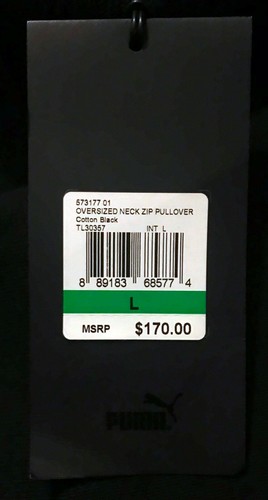 573177 01
OVERSIZED NECK ZIP PULLOVER
Cotton Black
TL30357 INT L
8 89183 68577 4
L
MSRP $170.00
PUMA